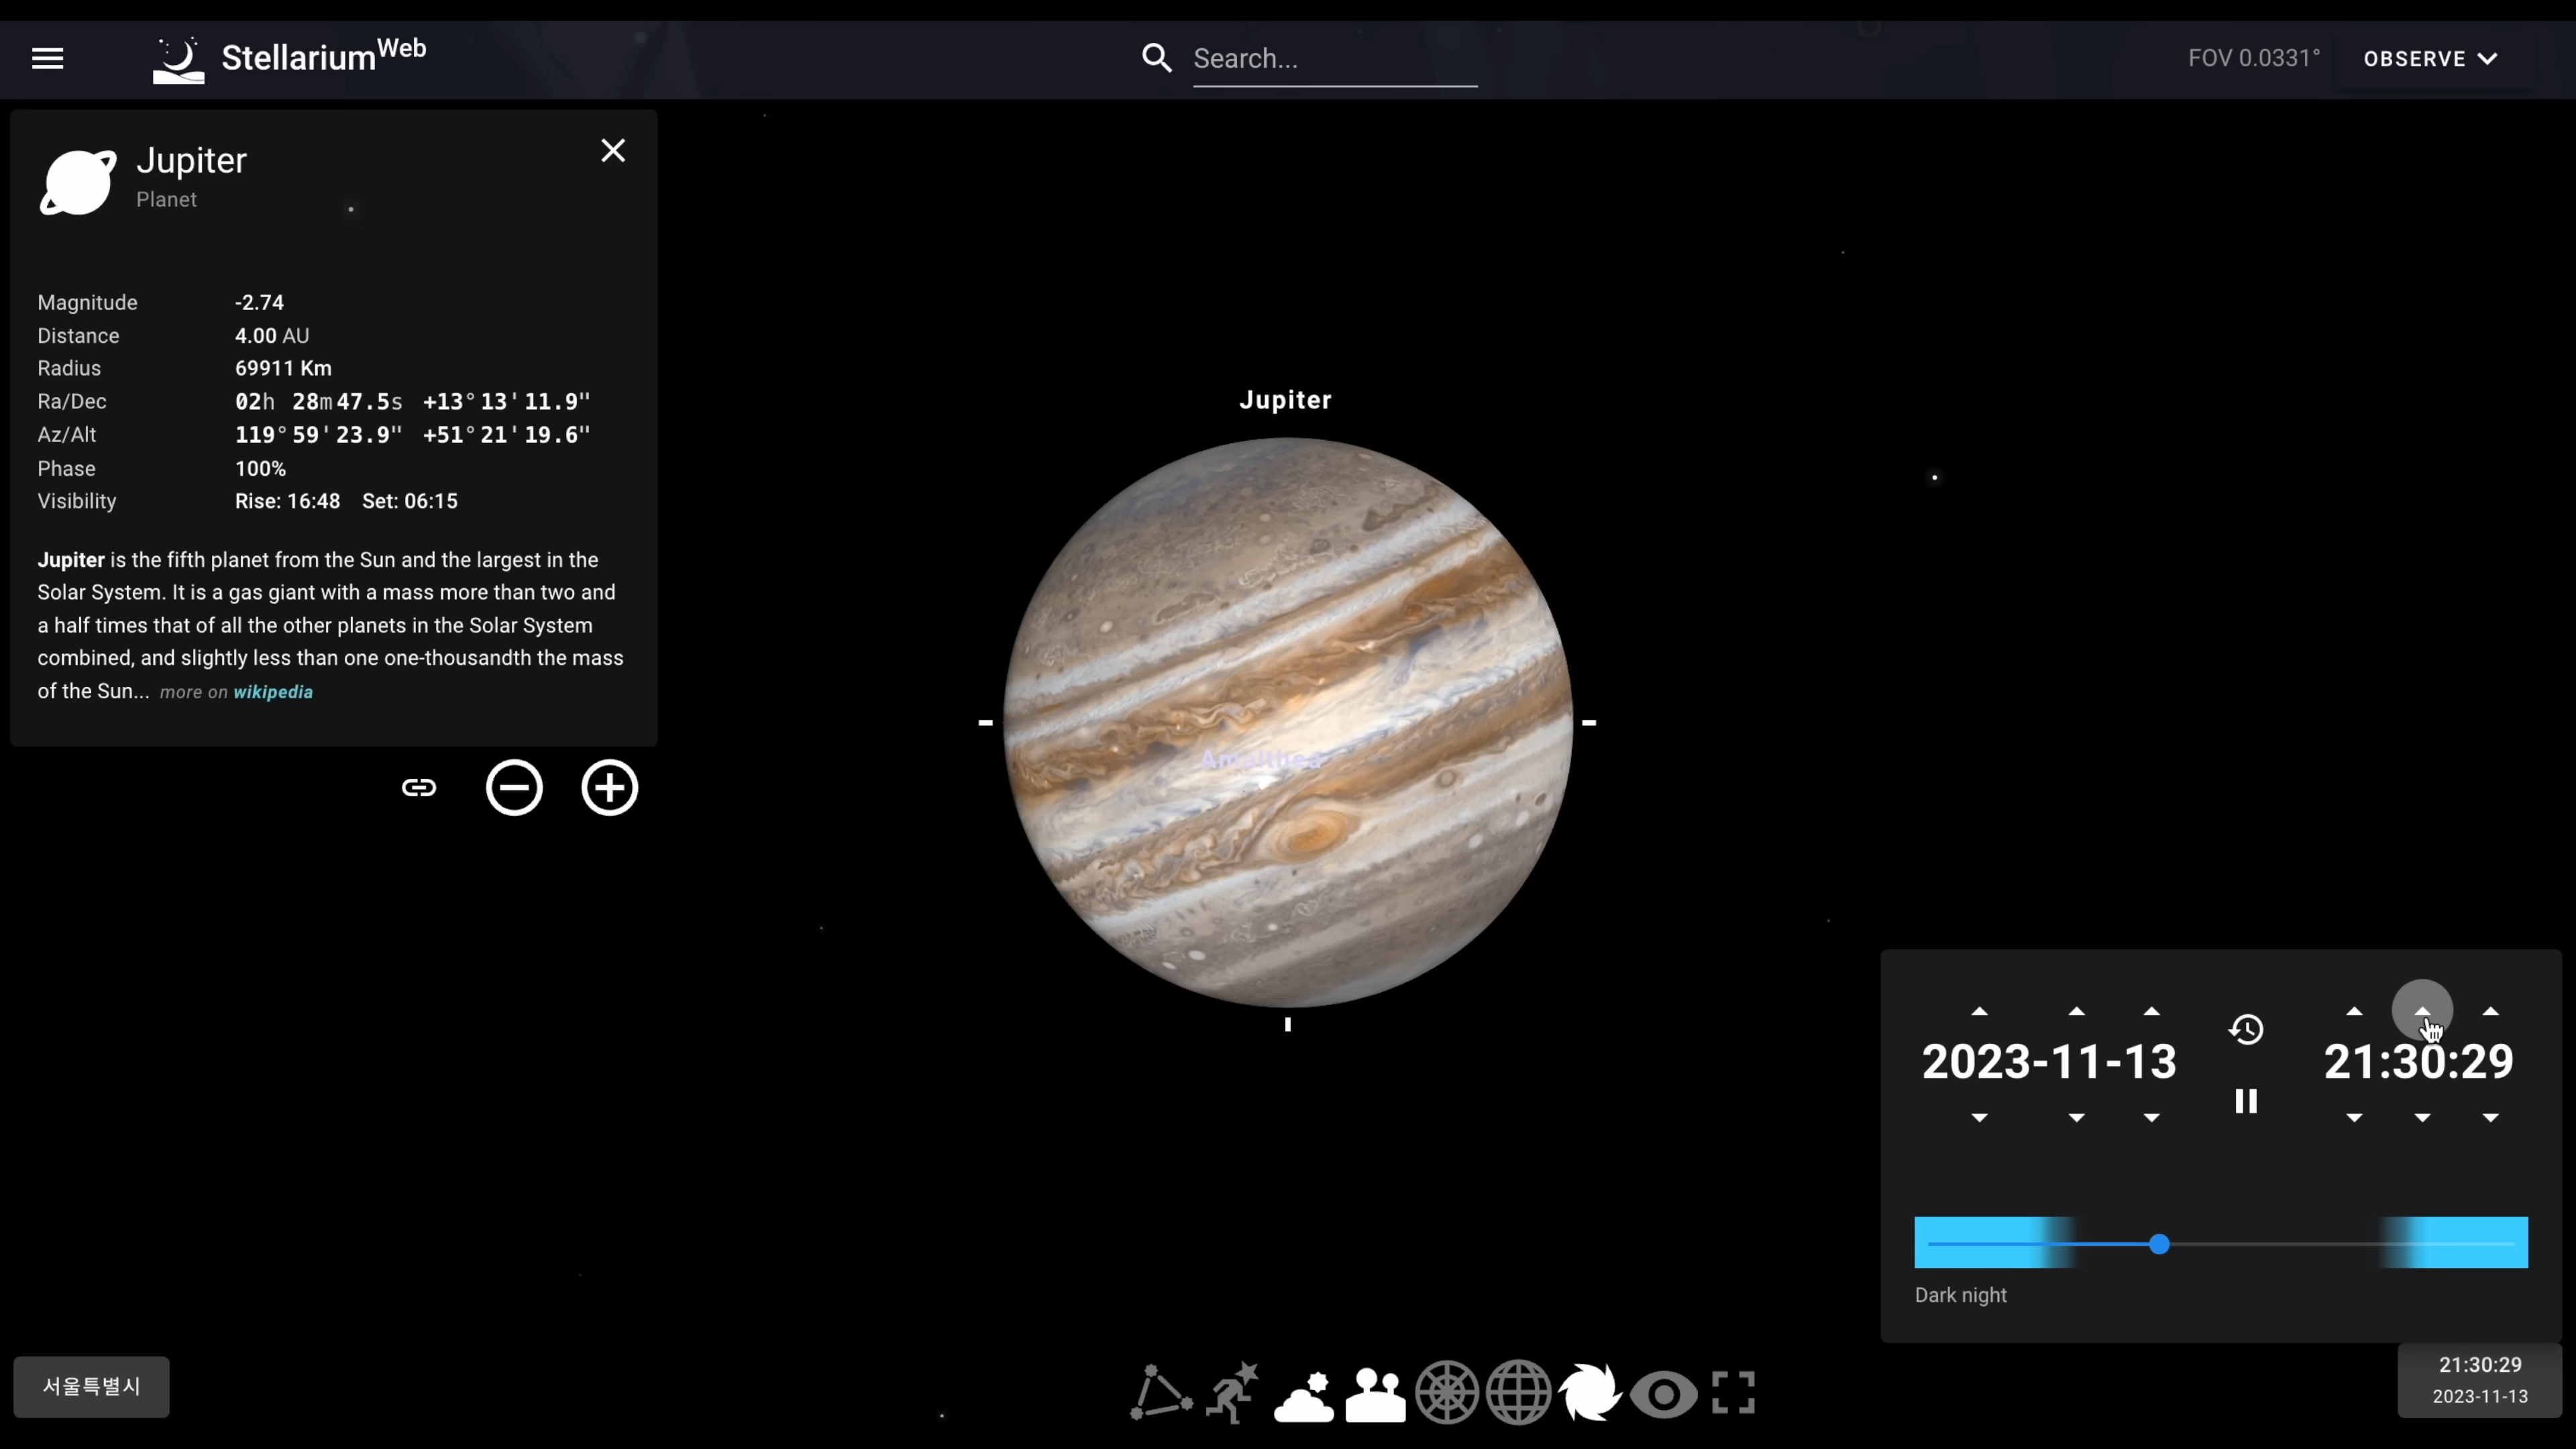 Stellarium Web
Search...
FOV 0.0331°
OBSERVE
Jupiter
Planet
Magnitude -2.74
Distance 4.00 AU
Radius 69911 Km
Ra/Dec 02h 28m 47.5s +13° 13' 11.9"
Az/Alt 119° 59' 23.9" +51° 21' 19.6"
Phase 100%
Visibility Rise: 16:48 Set: 06:15
Jupiter is the fifth planet from the Sun and the largest in the
Solar System. It is a gas giant with a mass more than two and
a half times that of all the other planets in the Solar System
combined, and slightly less than one one-thousandth the mass
of the Sun... more on wikipedia
Jupiter
Amalthea
2023-11-13
21:30:29
Dark night
서울특별시
21:30:29
2023-11-13